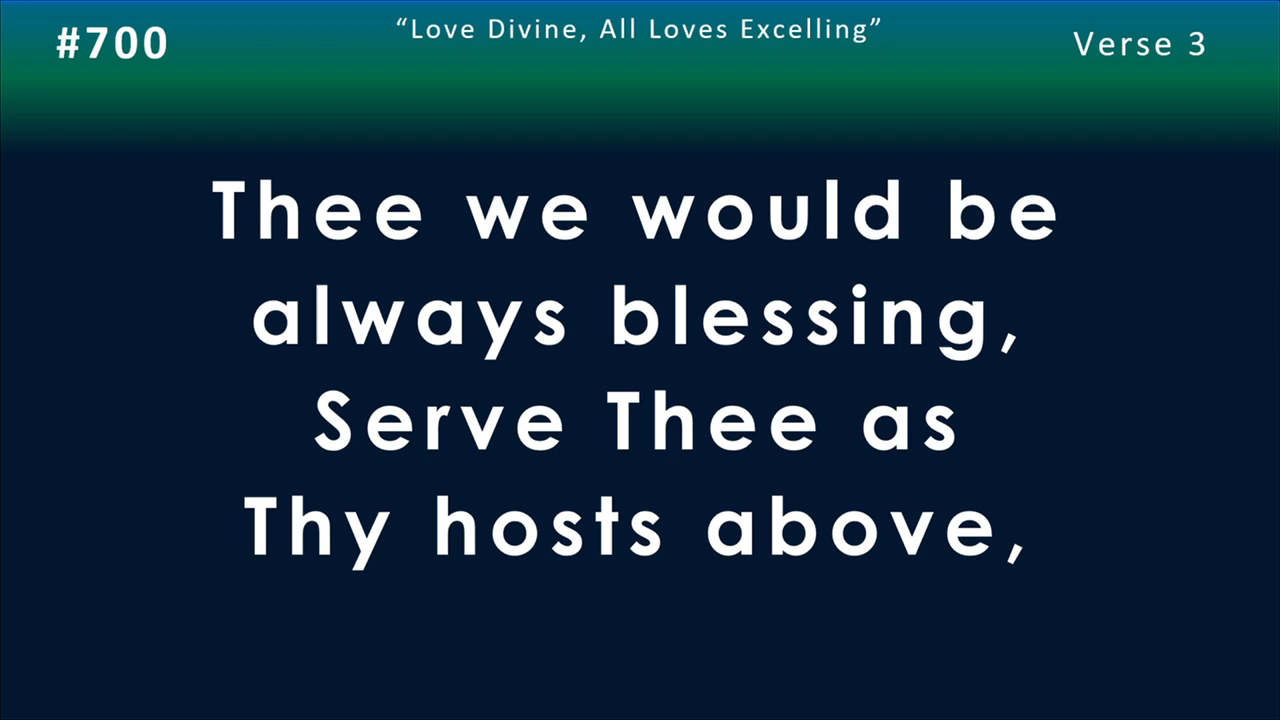 #700
“Love Divine, All Loves Excelling”
Verse 3
Thee we would be
always blessing,
Serve Thee as
Thy hosts above,